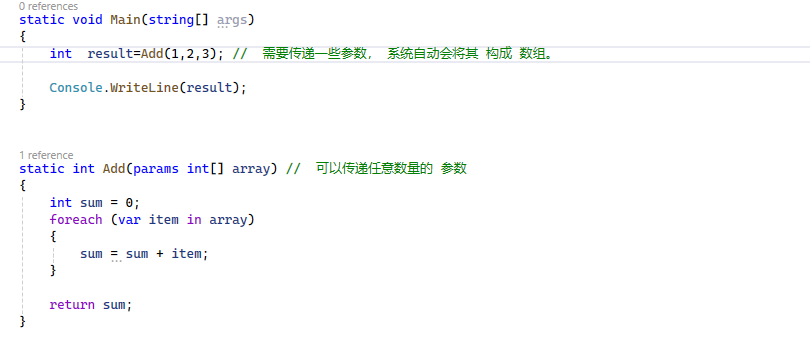 0 references
static void Main(string[] args)
{
int result=Add(1,2,3); // 需要传递一些参数， 系统自动会将其 构成 数组。
Console.WriteLine(result);
}
1 reference
static int Add(params int[] array) // 可以传递任意数量的 参数
{
int sum = 0;
foreach (var item in array)
{
sum = sum + item;
}
return sum;
}